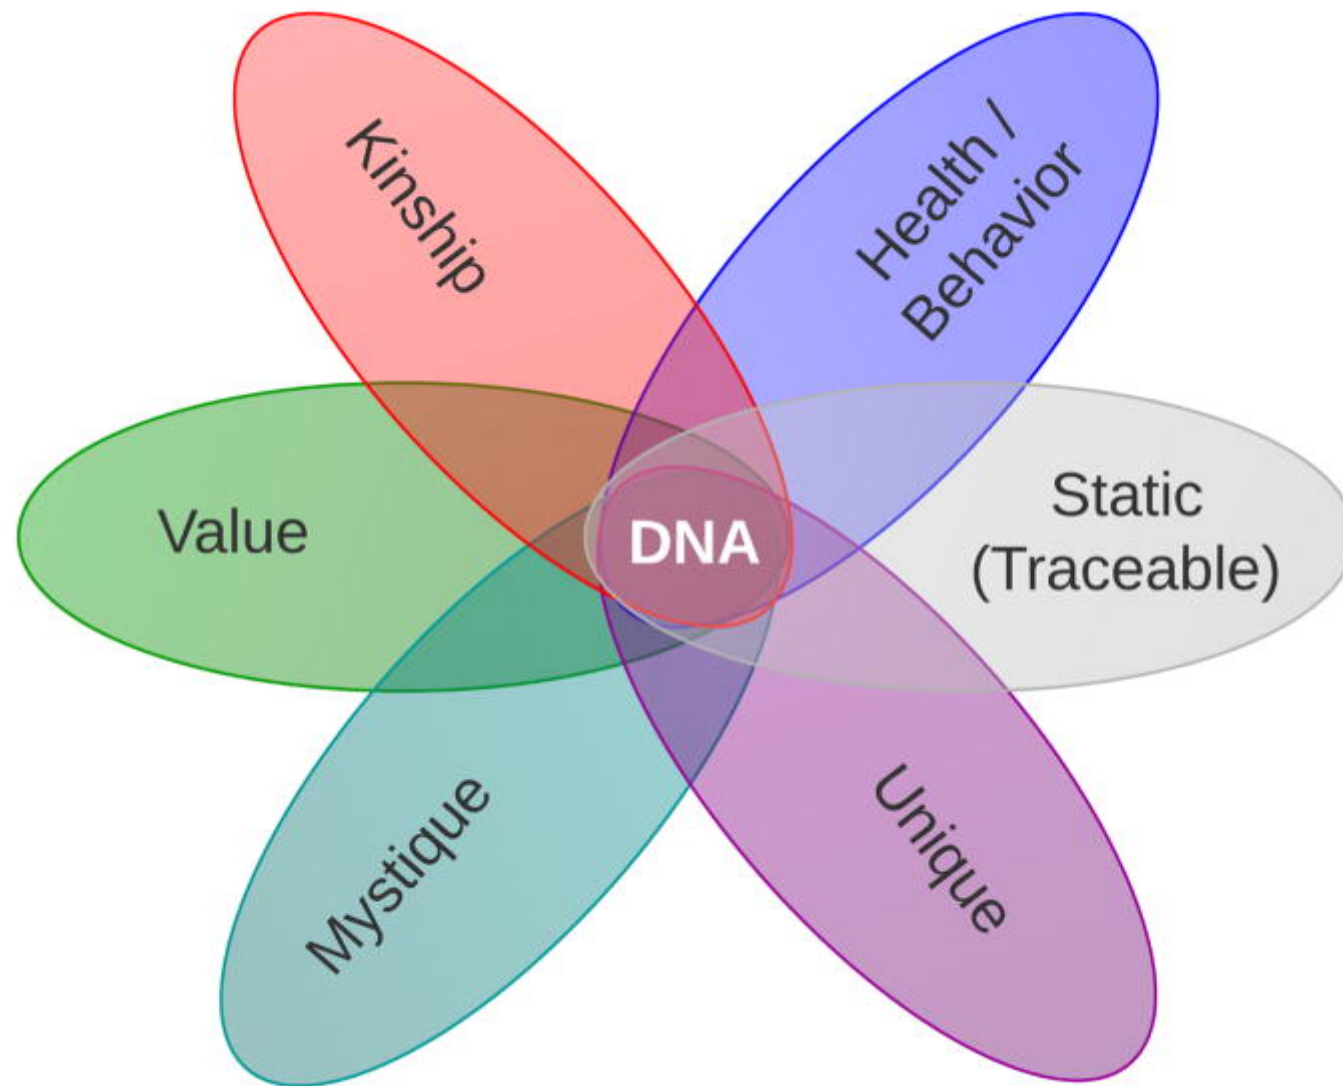 Kinship
Health /
Behavior
Value
DNA
Static
(Traceable)
Mystique
Unique